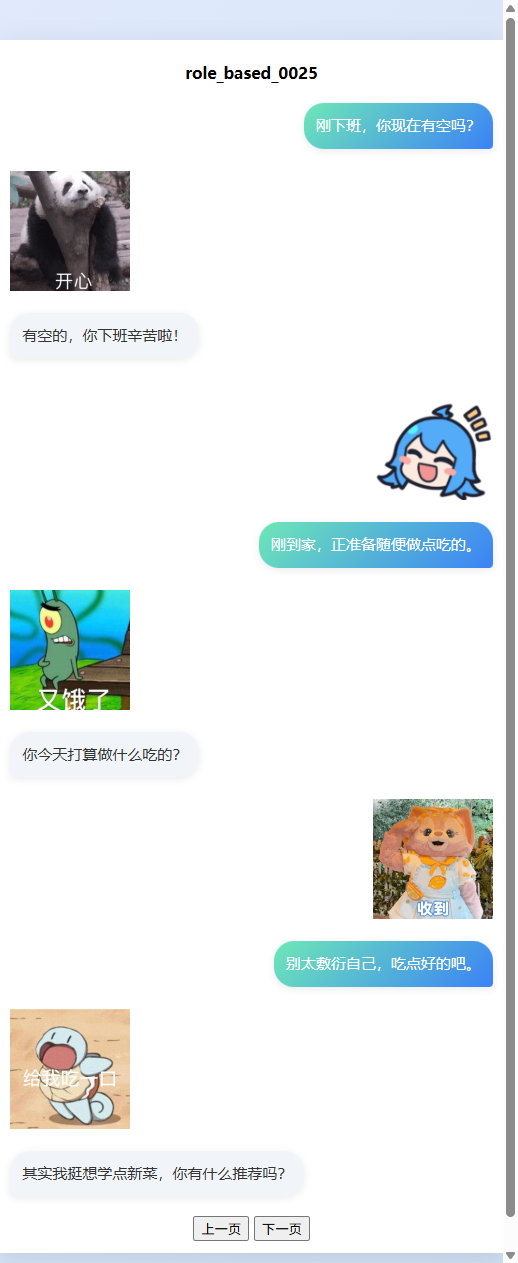 role_based_0025
刚下班，你现在有空吗？
开心
有空的，你下班辛苦啦！
刚到家，正准备随便做点吃的。
又饿了
你今天打算做什么吃的？
收到
别太敷衍自己，吃点好的吧。
给我吃一口
其实我挺想学点新菜，你有什么推荐吗？
上一页 下一页